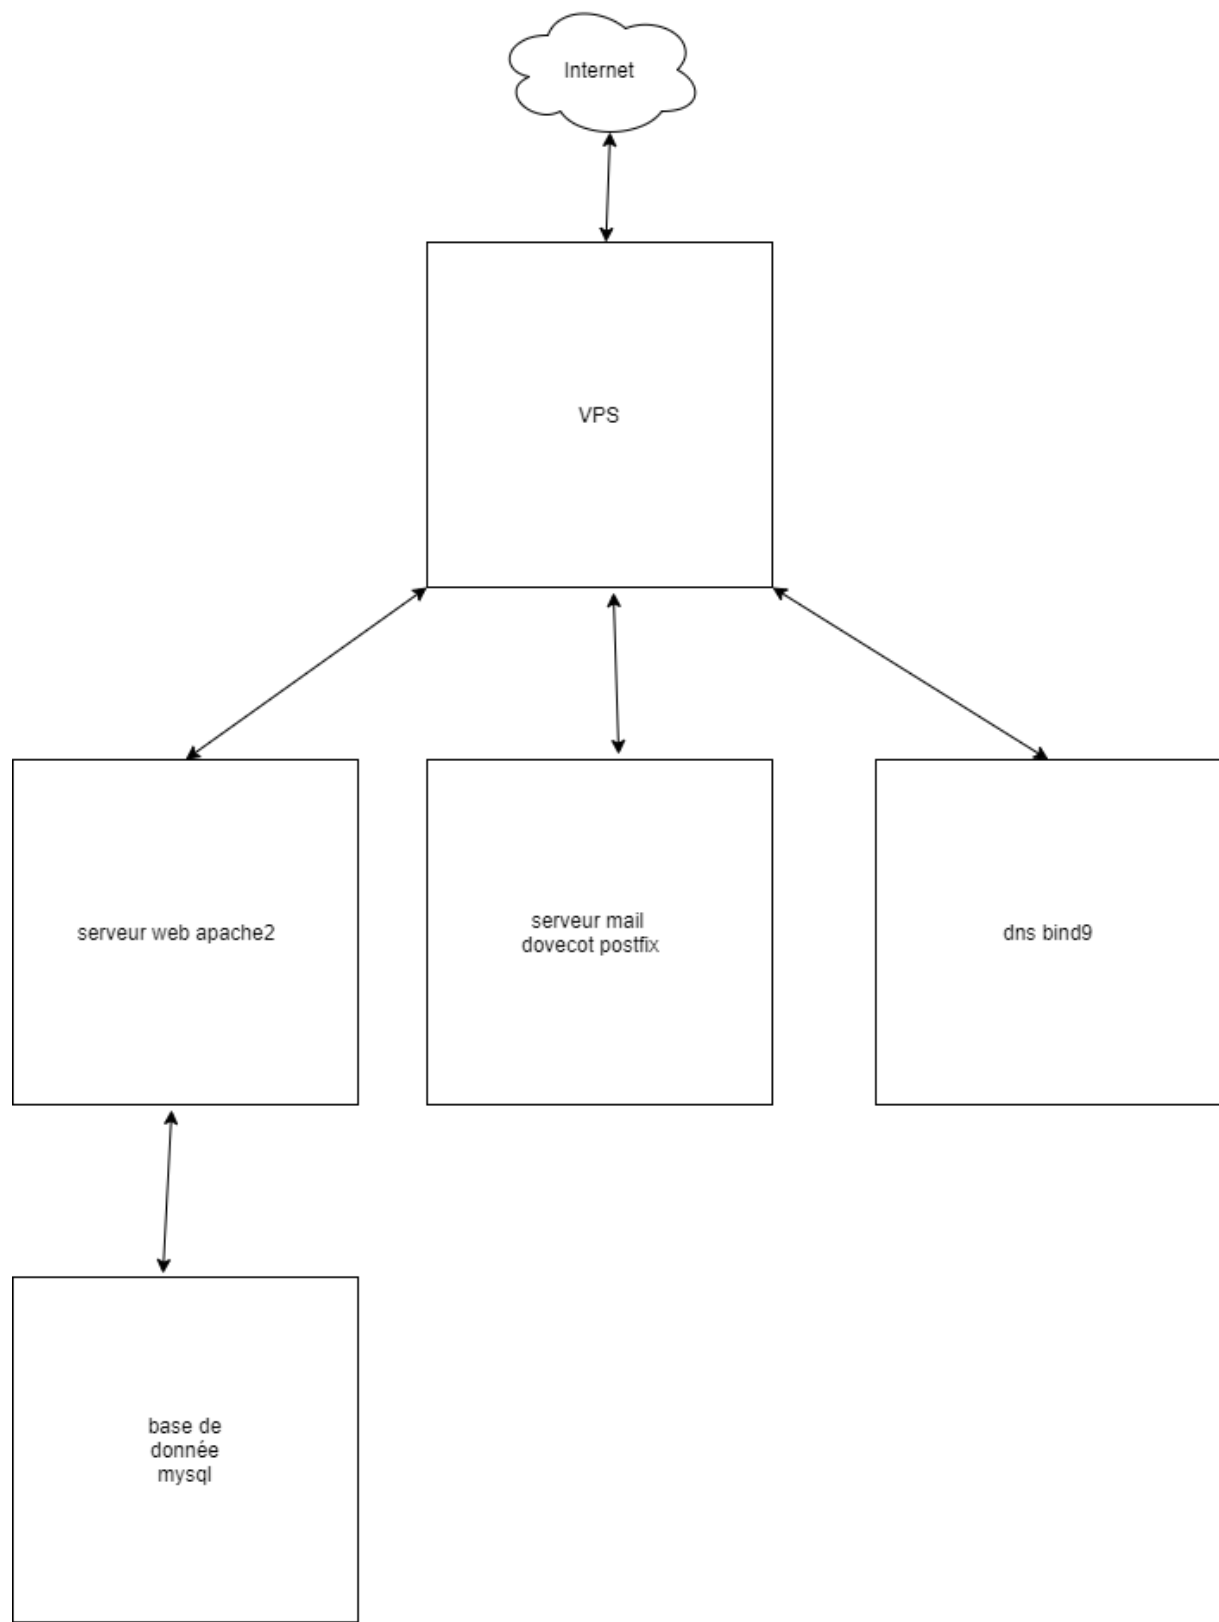 Internet
VPS
serveur web apache2
serveur mail
dovecot postfix
dns bind9
base de
donnée
mysql